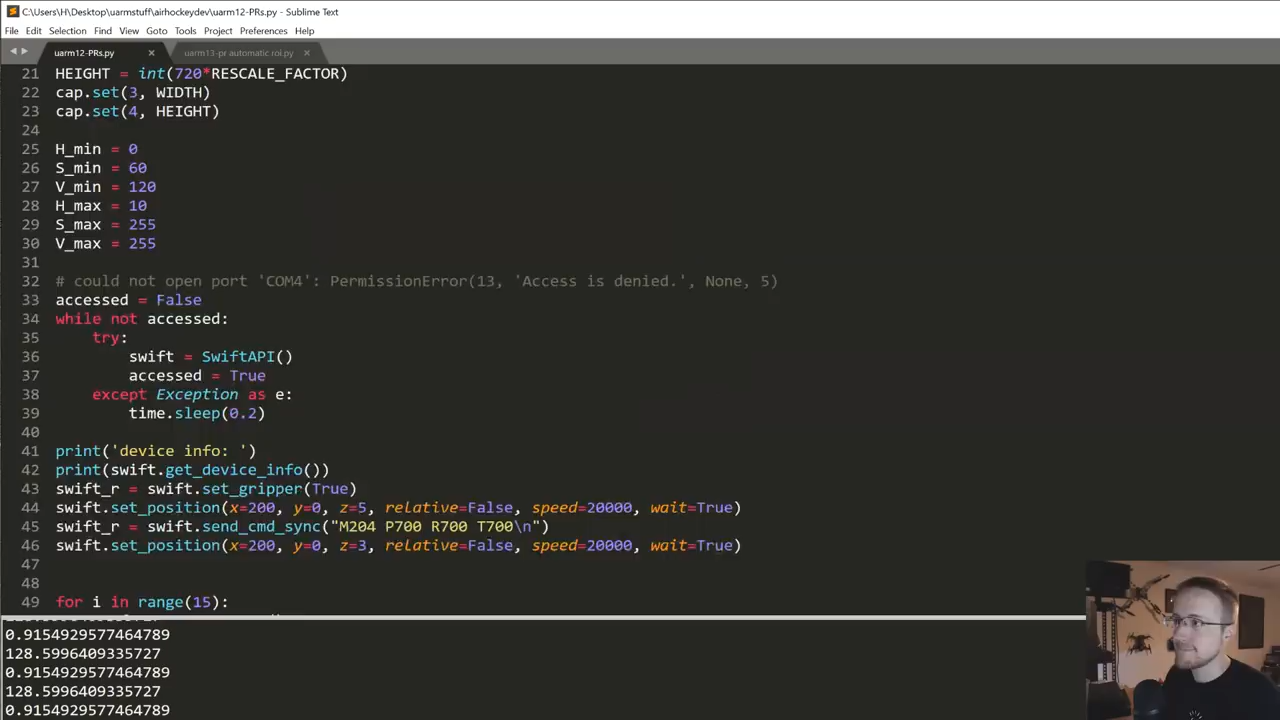 C:\Users\H\Desktop\uarmstuff\airhockeydev\uarm12-PRs.py - Sublime Text
File Edit Selection Find View Goto Tools Project Preferences Help
uarm12-PRs.py × uarm13-pr automatic roi.py ×
21 HEIGHT = int(720*RESCALE_FACTOR)
22 cap.set(3, WIDTH)
23 cap.set(4, HEIGHT)
24
25 H_min = 0
26 S_min = 60
27 V_min = 120
28 H_max = 10
29 S_max = 255
30 V_max = 255
31
32 # could not open port 'COM4': PermissionError(13, 'Access is denied.', None, 5)
33 accessed = False
34 while not accessed:
35     try:
36         swift = SwiftAPI()
37         accessed = True
38     except Exception as e:
39         time.sleep(0.2)
40
41 print('device info: ')
42 print(swift.get_device_info())
43 swift_r = swift.set_gripper(True)
44 swift.set_position(x=200, y=0, z=5, relative=False, speed=20000, wait=True)
45 swift_r = swift.send_cmd_sync("M204 P700 R700 T700\n")
46 swift.set_position(x=200, y=0, z=3, relative=False, speed=20000, wait=True)
47
48
49 for i in range(15):
0.9154929577464789
128.5996409335727
0.9154929577464789
128.5996409335727
0.9154929577464789